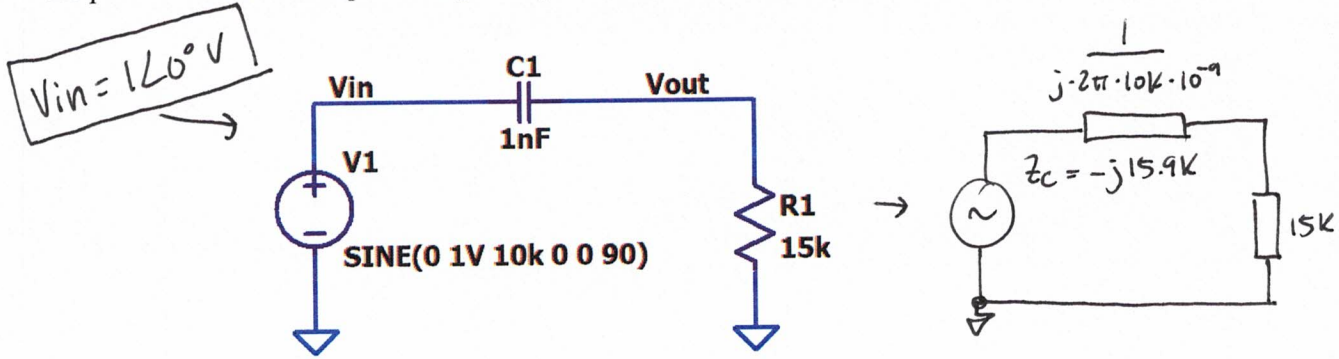 Vin = 1∠0° V
Vin
C1
1nF
Vout
V1
SINE(0 1V 10k 0 0 90)
R1
15k
1
j·2π·10K·10⁻⁹
Zc = -j15.9K
~
15K